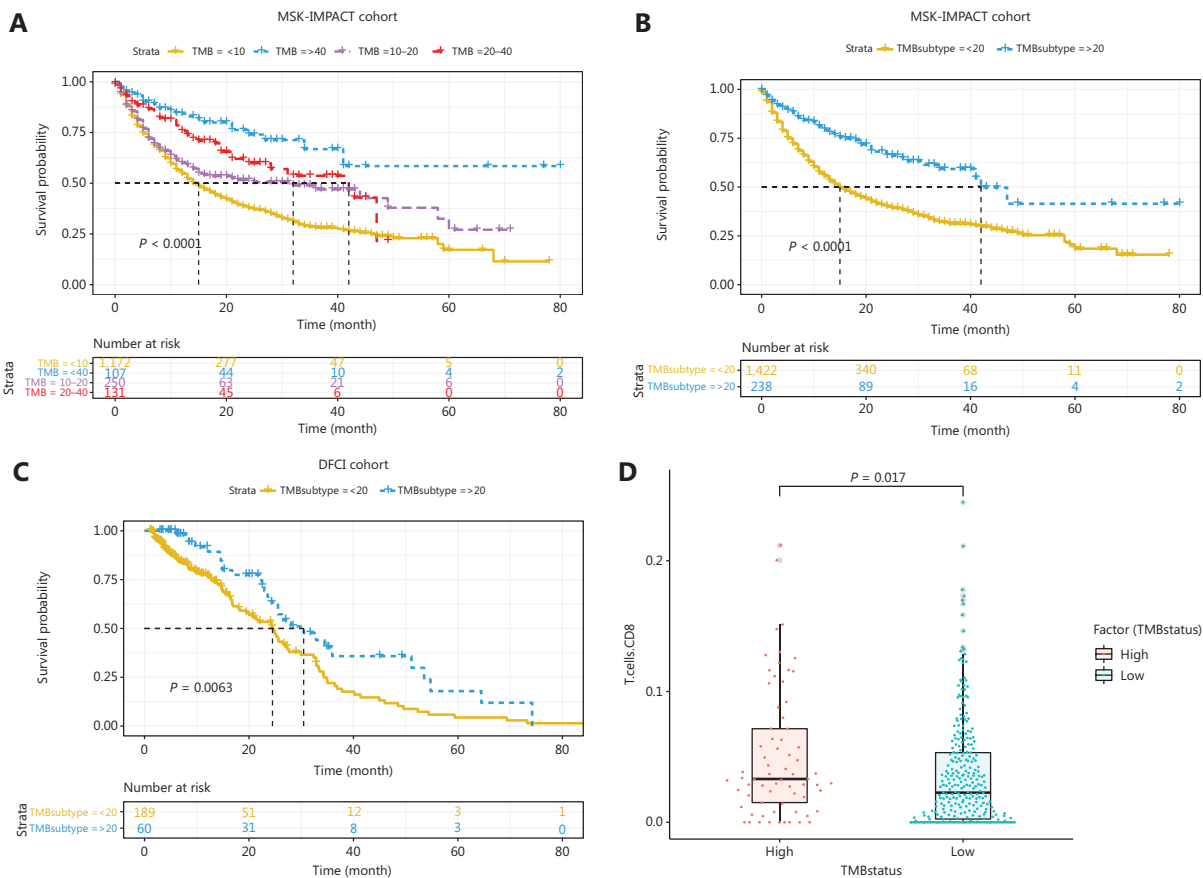 A
MSK-IMPACT cohort
Strata TMB = <10 TMB =>40 TMB =10–20 TMB =20–40
Survival probability
1.00
0.75
0.50
0.25
0.00
P < 0.0001
0 20 40 60 80
Time (month)
Number at risk
Strata
TMB = <10 1,172 277 47 5 0
TMB = <40 107 44 10 4 2
TMB = 10–20 250 63 21 6 0
TMB = 20–40 131 45 6 0 0
0 20 40 60 80
Time (month)
B
MSK-IMPACT cohort
Strata TMBsubtype =<20 TMBsubtype =>20
Survival probability
1.00
0.75
0.50
0.25
0.00
P < 0.0001
0 20 40 60 80
Time (month)
Number at risk
Strata
TMBsubtype =<20 1,422 340 68 11 0
TMBsubtype =>20 238 89 16 4 2
0 20 40 60 80
Time (month)
C
DFCI cohort
Strata TMBsubtype =<20 TMBsubtype =>20
Survival probability
1.00
0.75
0.50
0.25
0.00
P = 0.0063
0 20 40 60 80
Time (month)
Number at risk
Strata
TMBsubtype =<20 189 51 12 3 1
TMBsubtype =>20 60 31 8 3 0
0 20 40 60 80
Time (month)
D
P = 0.017
T.cells.CD8
0.2
0.1
0.0
High Low
TMBstatus
Factor (TMBstatus)
High
Low